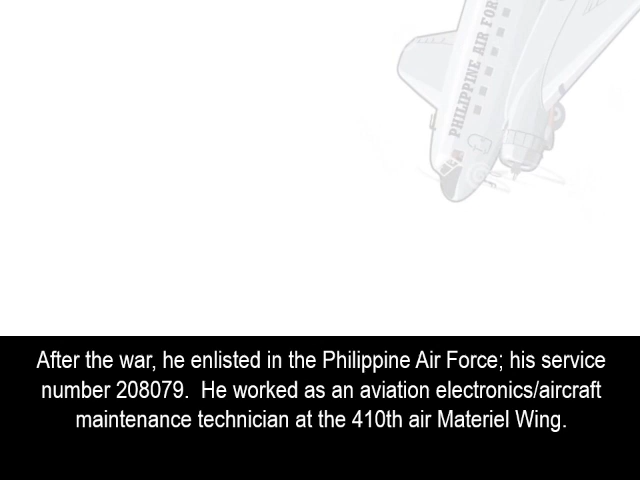 PHILIPPINE AIR FOR
After the war, he enlisted in the Philippine Air Force; his service
number 208079.  He worked as an aviation electronics/aircraft
maintenance technician at the 410th air Materiel Wing.